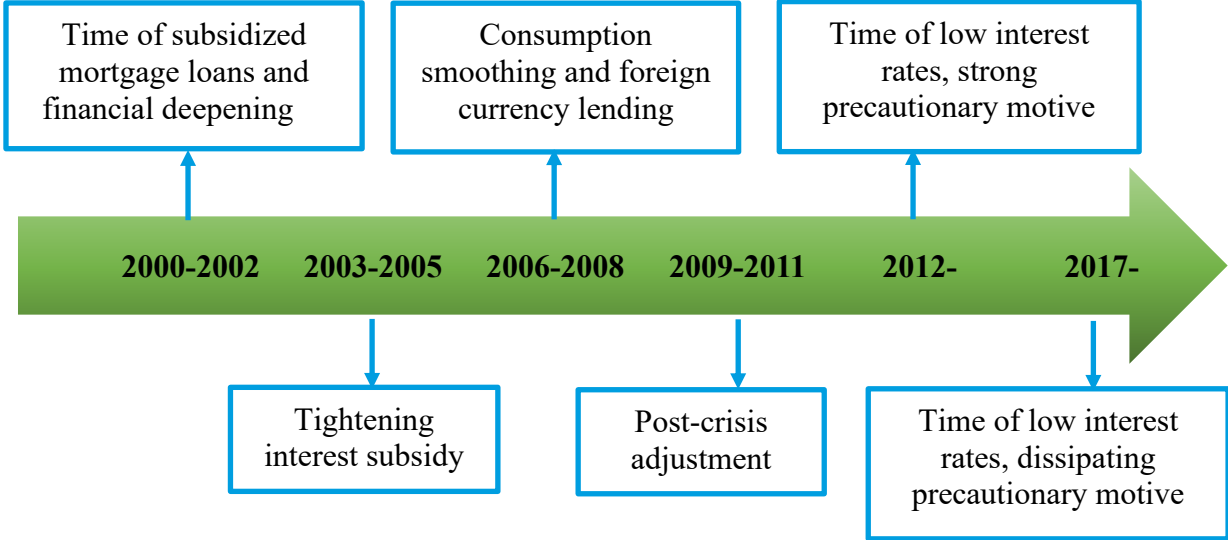 Time of subsidized
mortgage loans and
financial deepening
Consumption
smoothing and foreign
currency lending
Time of low interest
rates, strong
precautionary motive
2000-2002
2003-2005
2006-2008
2009-2011
2012-
2017-
Tightening
interest subsidy
Post-crisis
adjustment
Time of low interest
rates, dissipating
precautionary motive